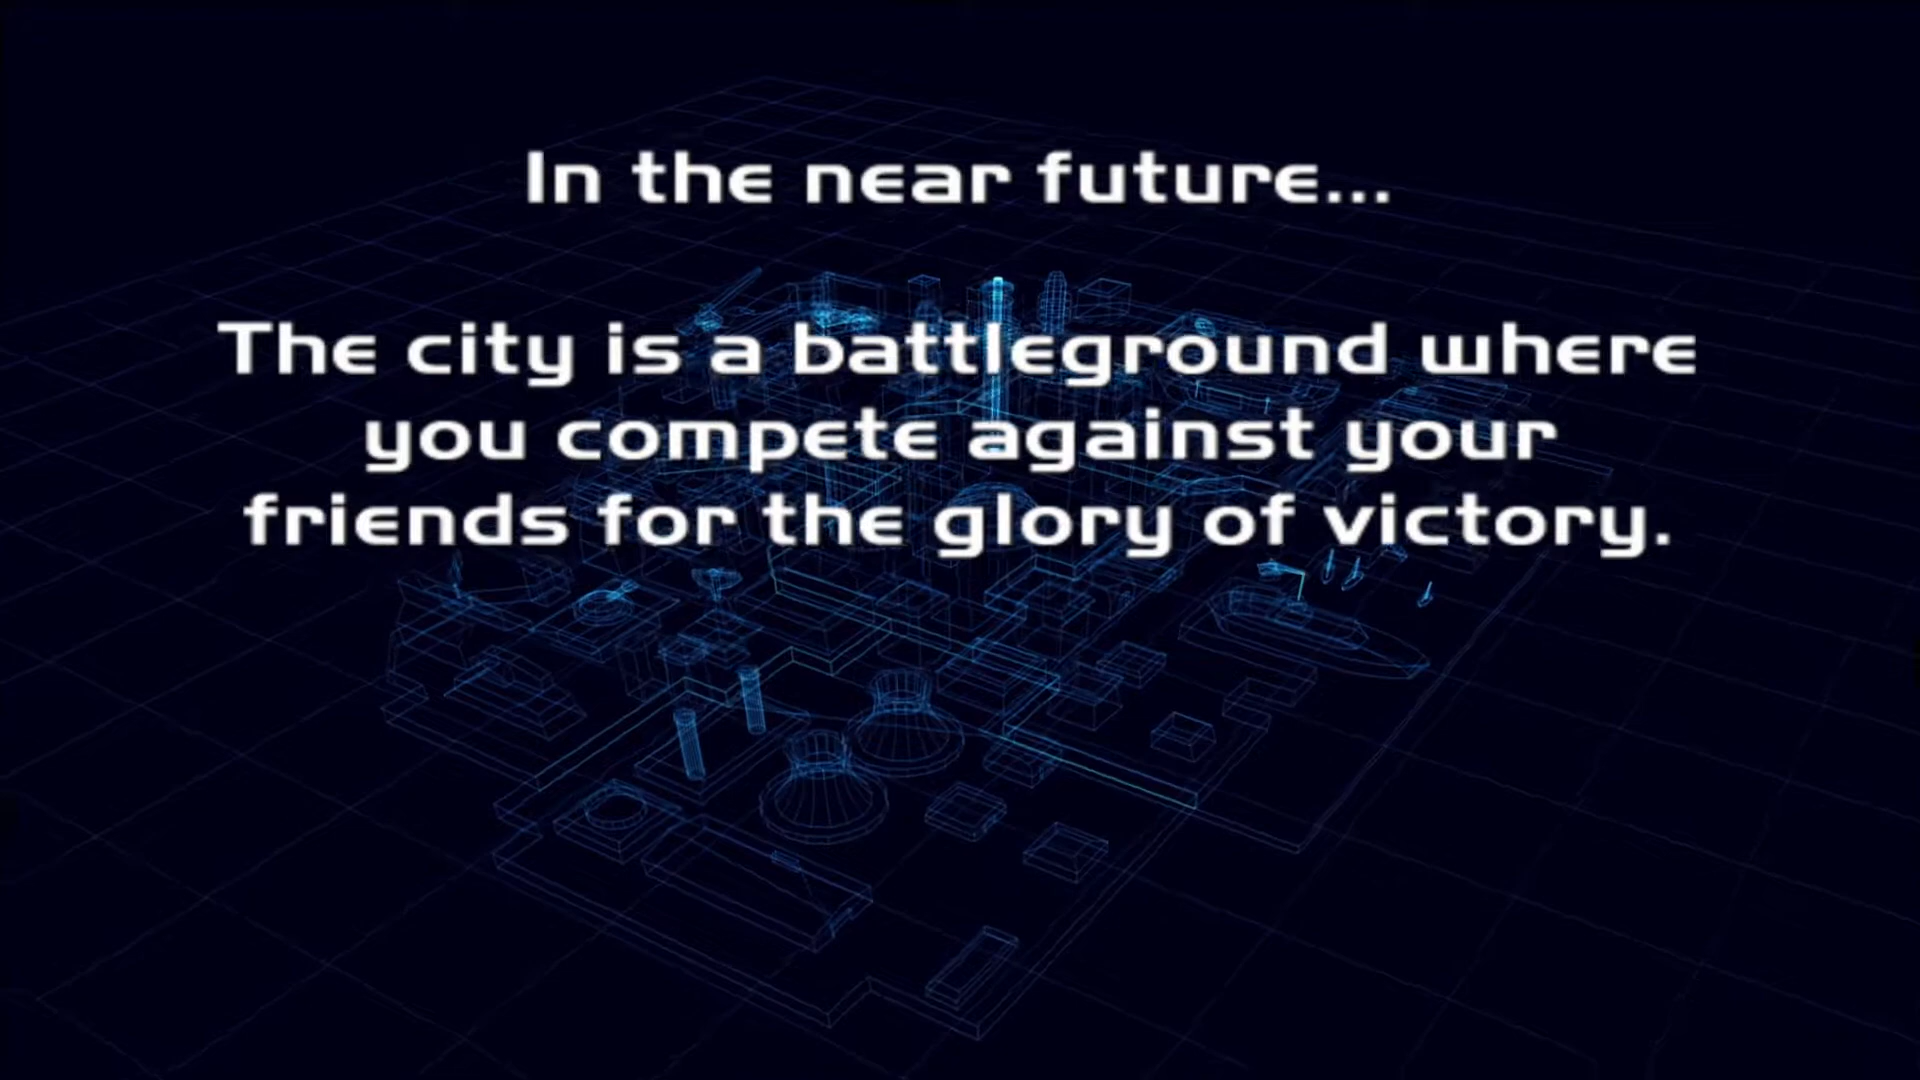 In the near future...
The city is a battleground where
you compete against your
friends for the glory of victory.